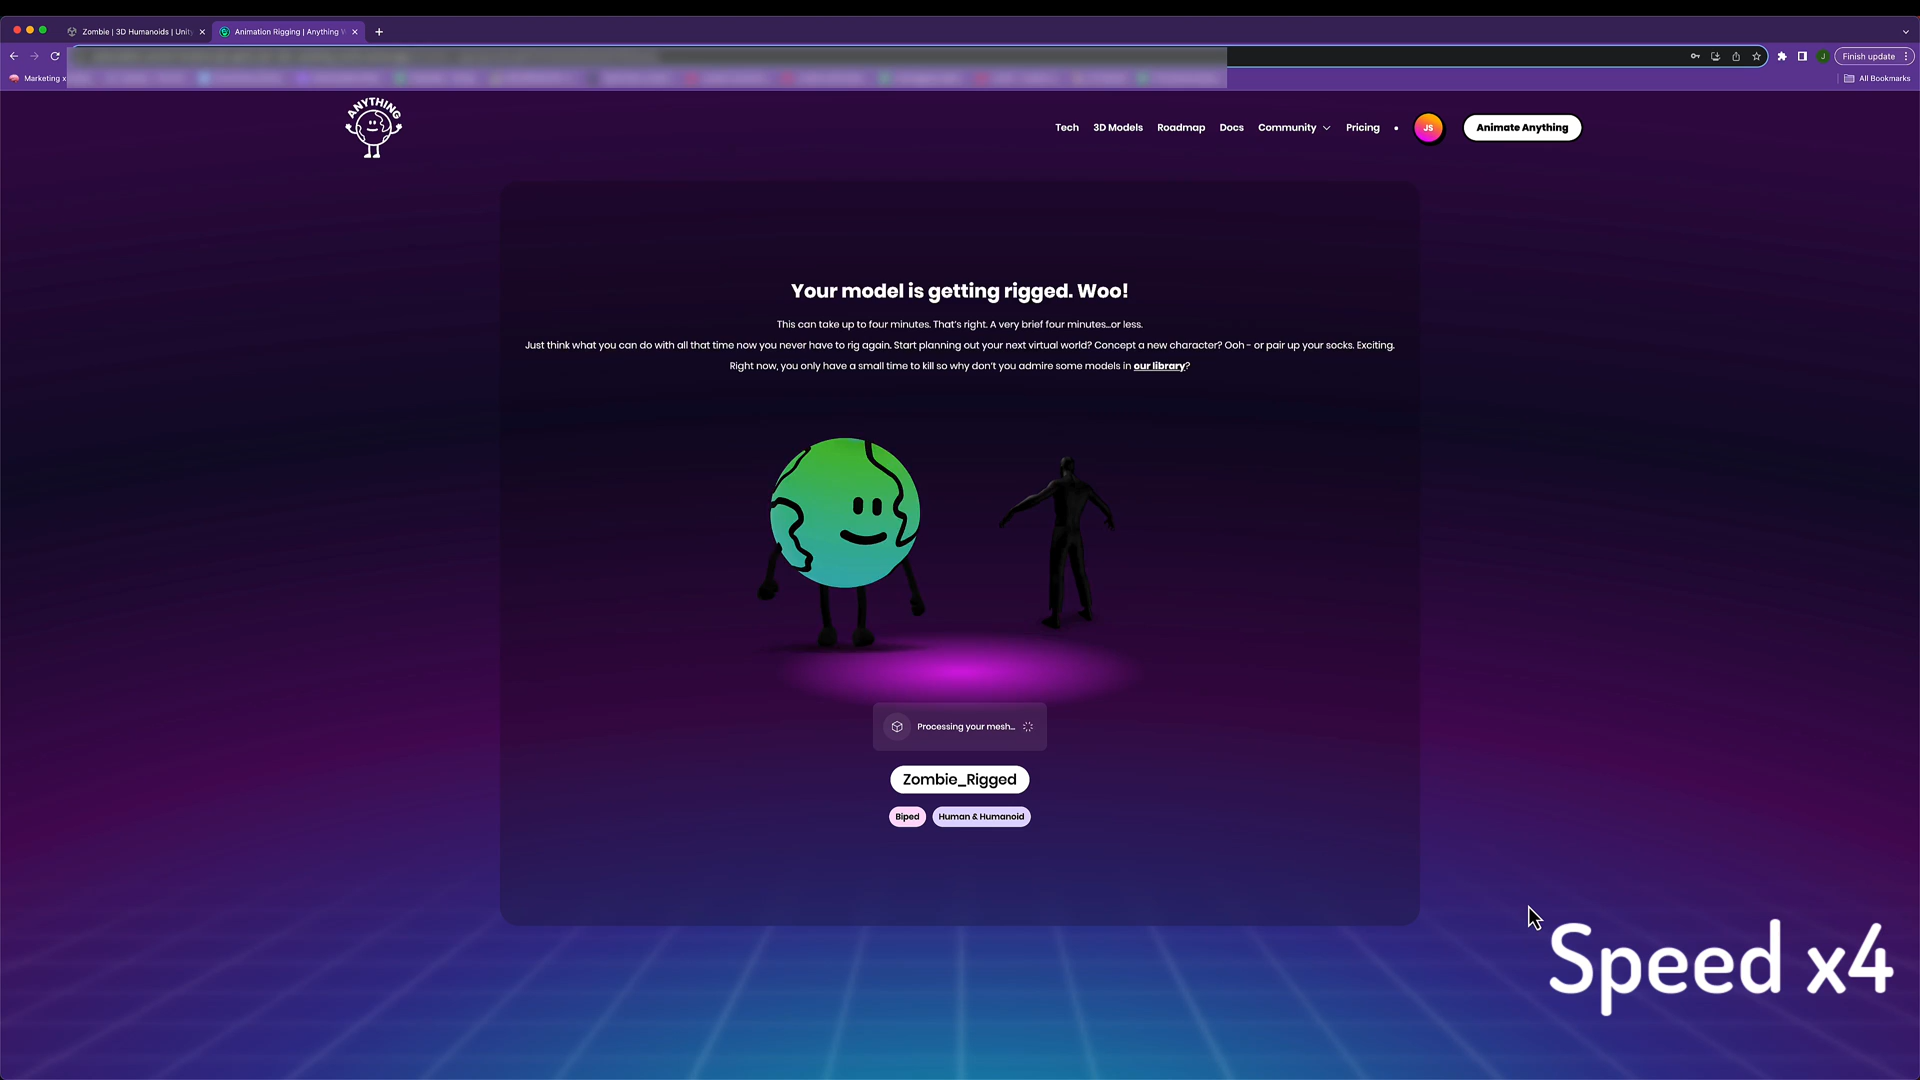 Zombie | 3D Humanoids | Unit
Animation Rigging | Anything W
Finish update
Marketing x
All Bookmarks
ANYTHING
Tech
3D Models
Roadmap
Docs
Community
Pricing
JS
Animate Anything
Your model is getting rigged. Woo!
This can take up to four minutes. That's right. A very brief four minutes...or less.
Just think what you can do with all that time now you never have to rig again. Start planning out your next virtual world? Concept a new character? Ooh - or pair up your socks. Exciting.
Right now, you only have a small time to kill so why don't you admire some models in our library?
Processing your mesh...
Zombie_Rigged
Biped
Human & Humanoid
Speed x4